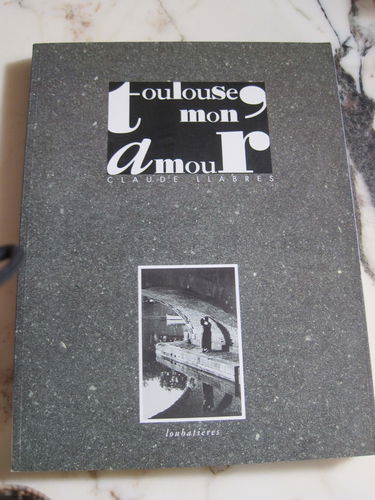 toulouse,
mon
amour
CLAUDE LLABRES
loubatières